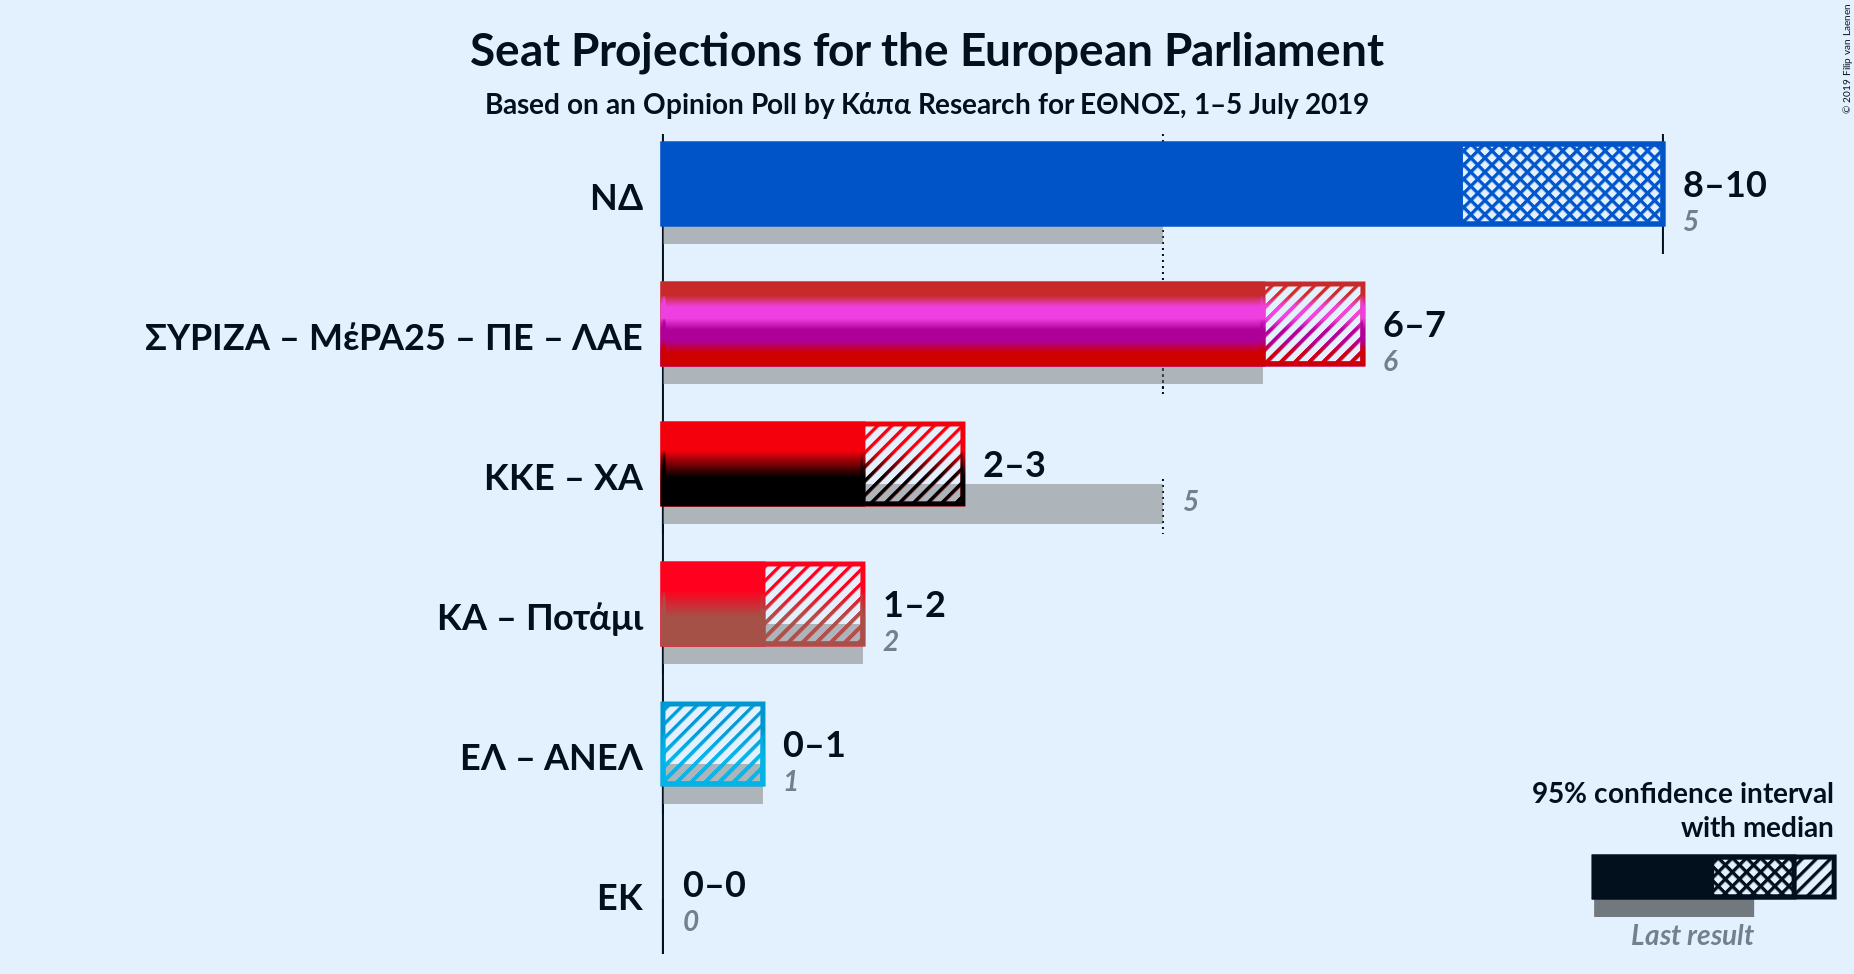 Seat Projections for the European Parliament
Based on an Opinion Poll by Κάπα Research for ΕΘΝΟΣ, 1–5 July 2019
© 2019 Filip van Laenen
ΝΔ
8–10
5
ΣΥΡΙΖΑ – ΜέΡΑ25 – ΠΕ – ΛΑΕ
6–7
6
ΚΚΕ – ΧΑ
2–3
5
ΚΑ – Ποτάμι
1–2
2
ΕΛ – ΑΝΕΛ
0–1
1
ΕΚ
0–0
0
95% confidence interval
with median
Last result